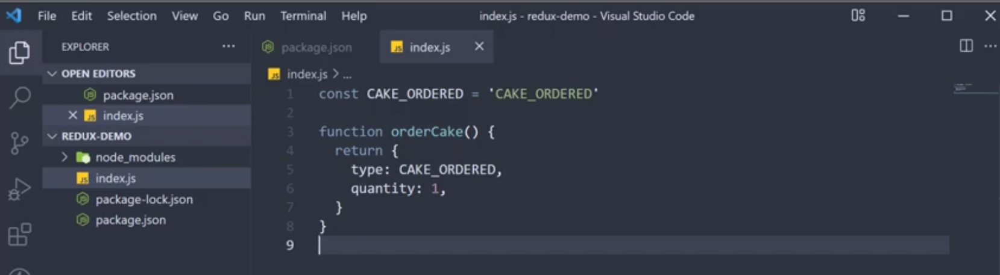 File Edit Selection View Go Run Terminal Help index.js - redux-demo - Visual Studio Code
EXPLORER
OPEN EDITORS
package.json
index.js
REDUX-DEMO
node_modules
index.js
package-lock.json
package.json
package.json index.js
index.js > ...
1 const CAKE_ORDERED = 'CAKE_ORDERED'
2
3 function orderCake() {
4 return {
5 type: CAKE_ORDERED,
6 quantity: 1,
7 }
8 }
9